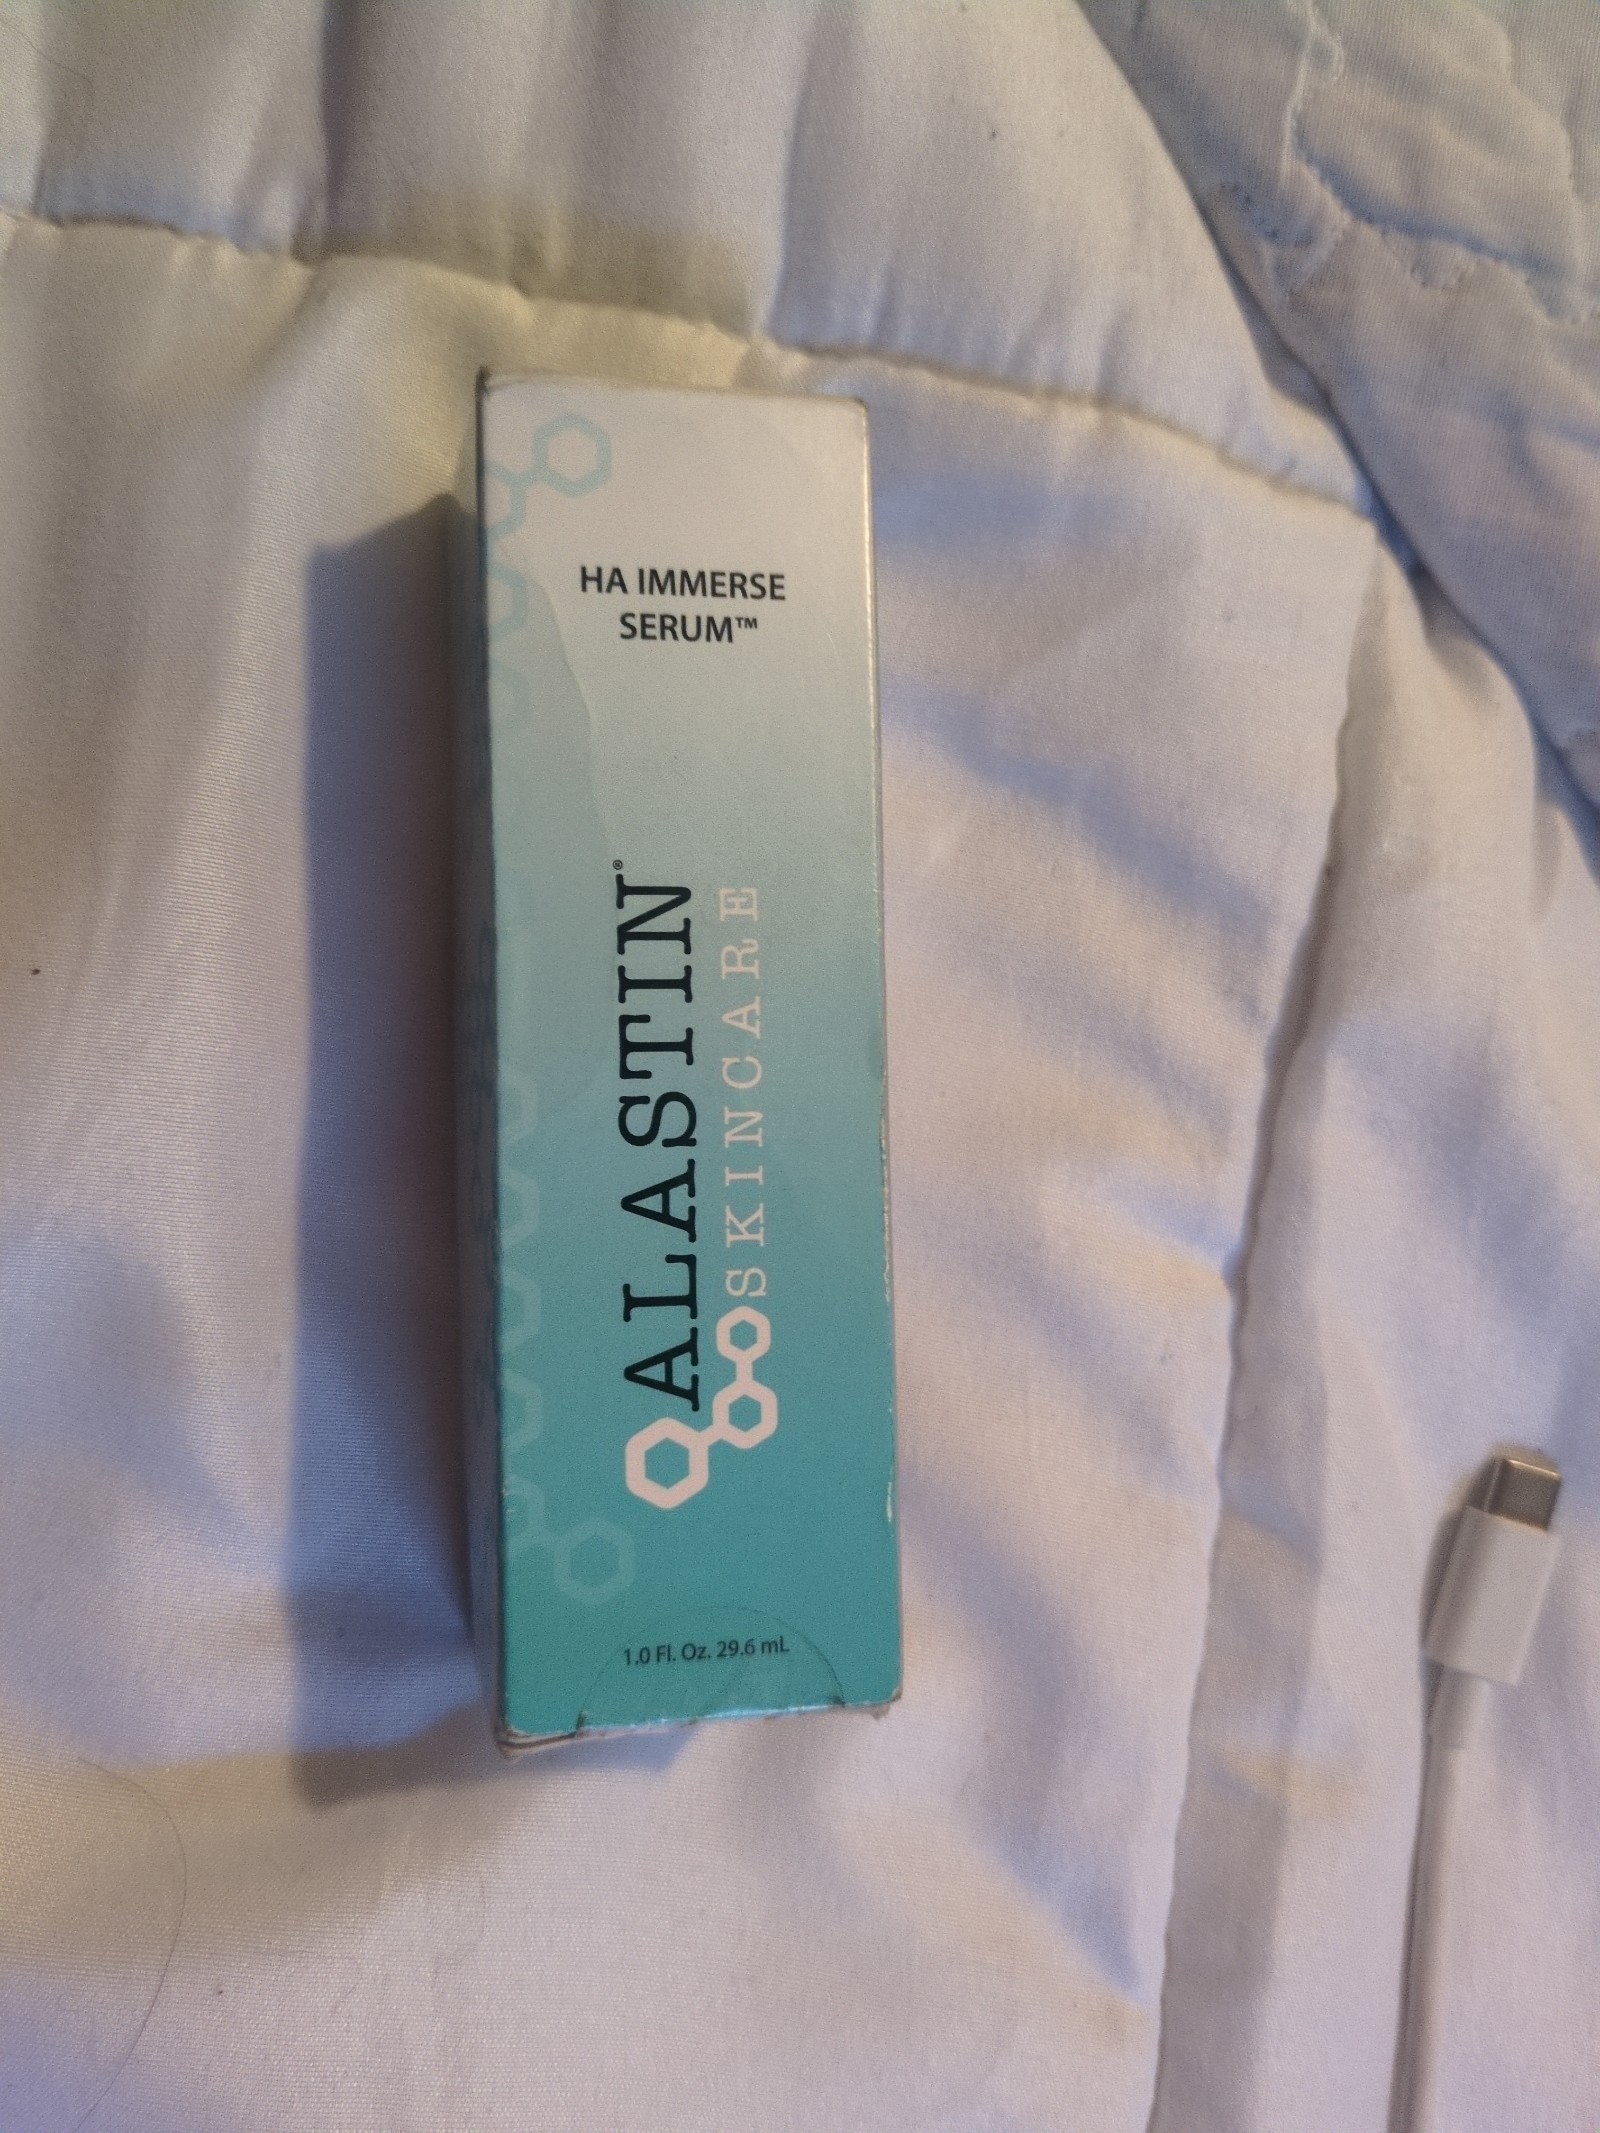 HA IMMERSE
SERUM™
ALASTIN®
SKINCARE
1.0 Fl. Oz. 29.6 mL